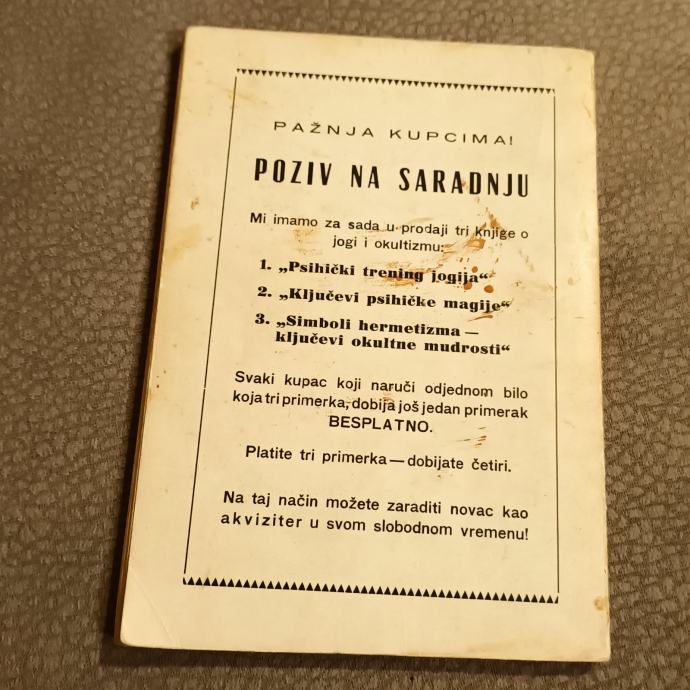 PAŽNJA KUPCIMA!
POZIV NA SARADNJU
Mi imamo za sada u prodaji tri knjige o
jogi i okultizmu:
1. „Psihički trening jogija“
2. „Ključevi psihičke magije“
3. „Simboli hermetizma —
ključevi okultne mudrosti“
Svaki kupac koji naruči odjednom bilo
koja tri primerka, dobija još jedan primerak
BESPLATNO.
Platite tri primerka — dobijate četiri.
Na taj način možete zaraditi novac kao
akviziter u svom slobodnom vremenu!